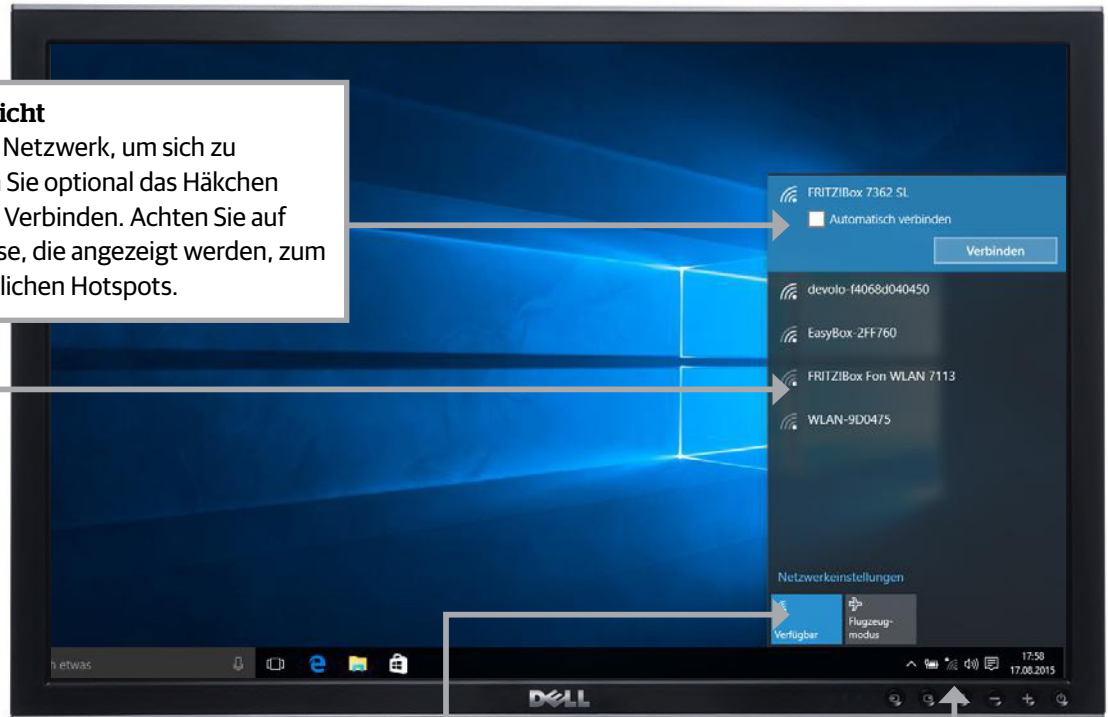 icht
Netzwerk, um sich zu
Sie optional das Häkchen
Verbinden. Achten Sie auf
se, die angezeigt werden, zum
lichen Hotspots.
FRITZ!Box 7362 SL
Automatisch verbinden
Verbinden
devolo-f4068d040450
EasyBox-2FF760
FRITZ!Box Fon WLAN 7113
WLAN-9D0475
Netzwerkeinstellungen
Verfügbar
Flugzeug-
modus
n etwas
17:58
17.08.2015
DELL